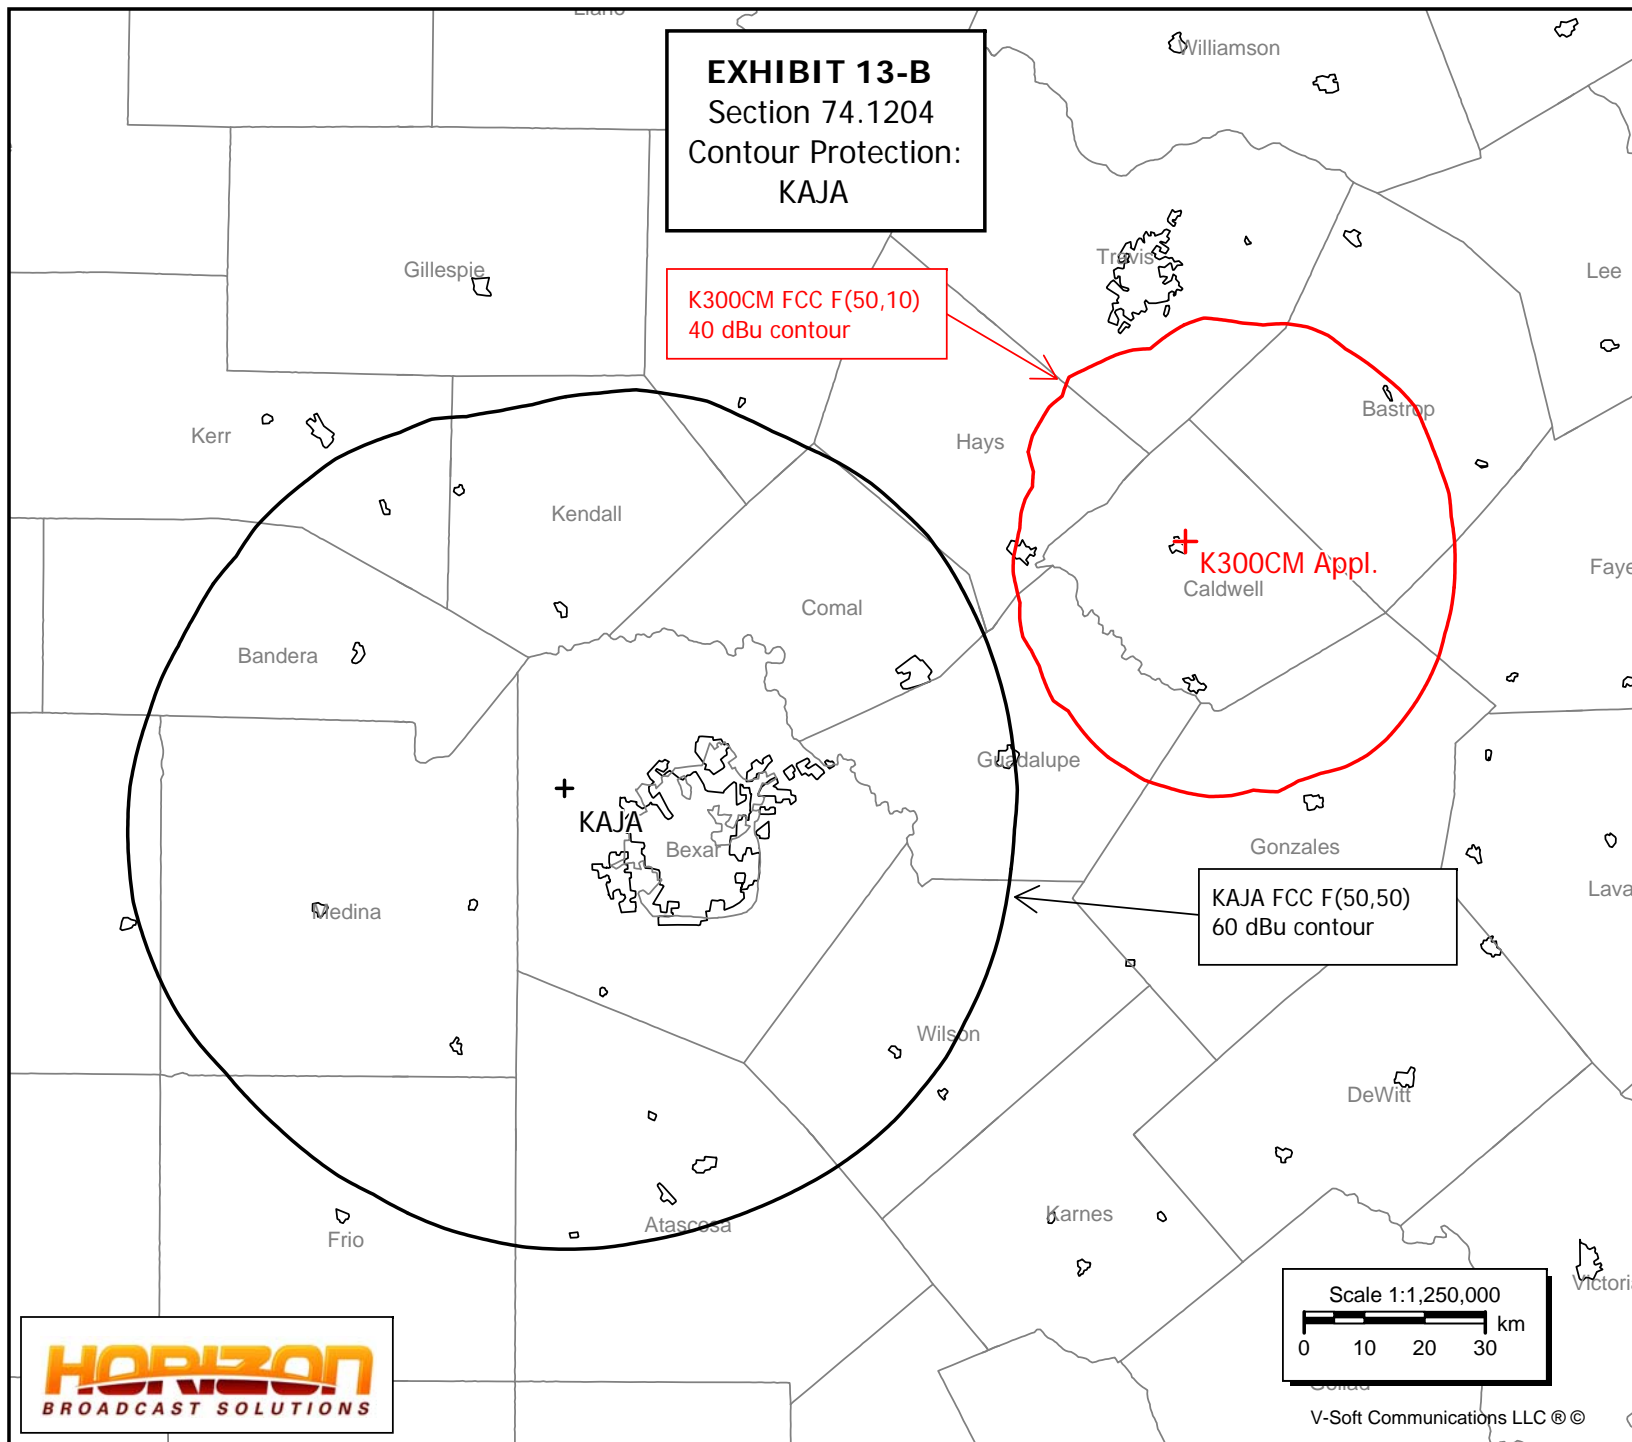 Williamson
EXHIBIT 13-B
Section 74.1204
Contour Protection:
KAJA
Travis
Lee
Gillespie
K300CM FCC F(50,10)
40 dBu contour
Bastrop
Kerr
Hays
Kendall
K300CM Appl.
Caldwell
Comal
Bandera
Guadalupe
KAJA
Bexar
Gonzales
KAJA FCC F(50,50)
60 dBu contour
Medina
Wilson
DeWitt
Karnes
Atascosa
Frio
Scale 1:1,250,000
km
0 10 20 30
HORIZON
BROADCAST SOLUTIONS
V-Soft Communications LLC ® ©